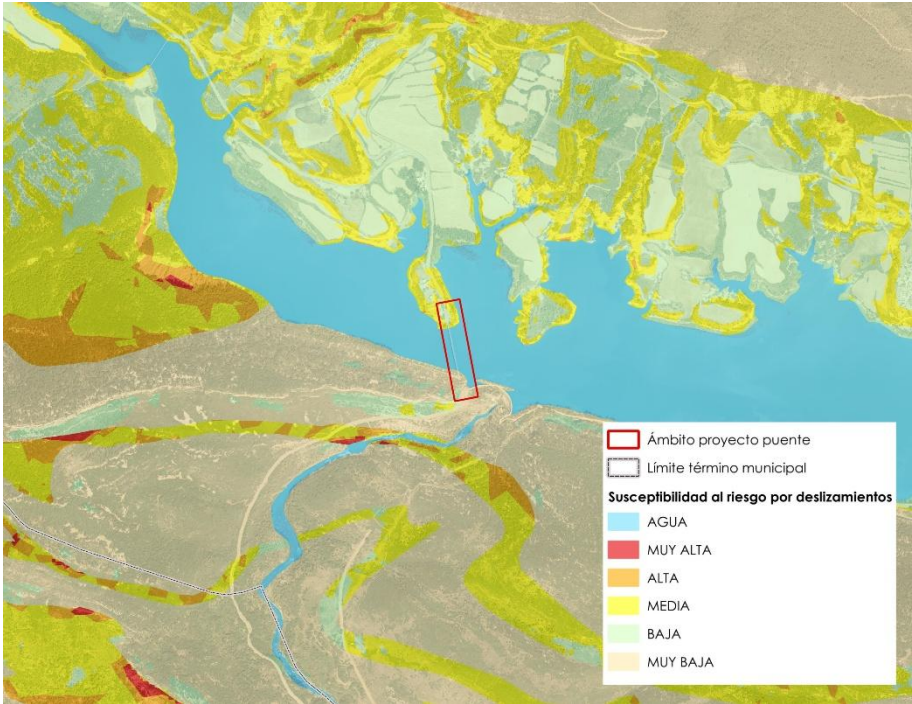 Ámbito proyecto puente
Límite término municipal
Susceptibilidad al riesgo por deslizamientos
AGUA
MUY ALTA
ALTA
MEDIA
BAJA
MUY BAJA